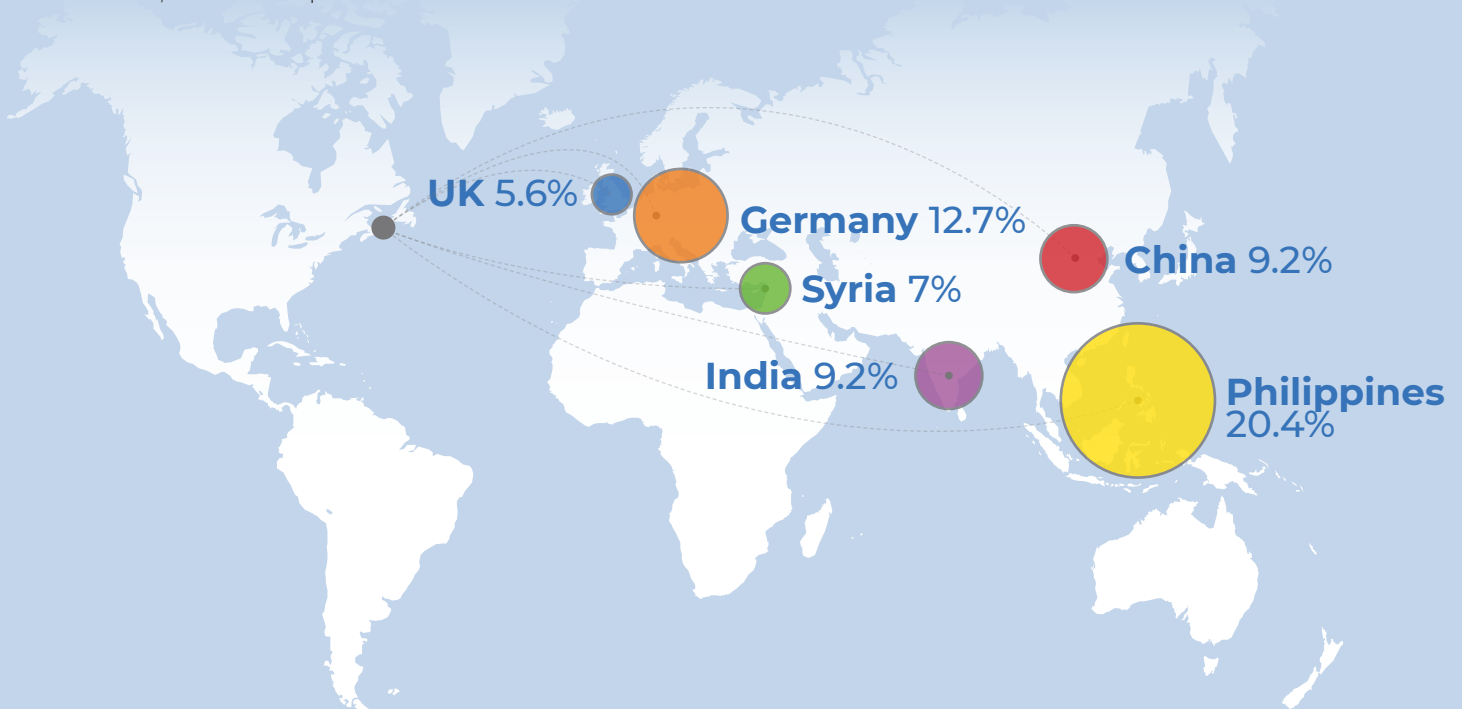 UK 5.6%
Germany 12.7%
China 9.2%
Syria 7%
India 9.2%
Philippines
20.4%